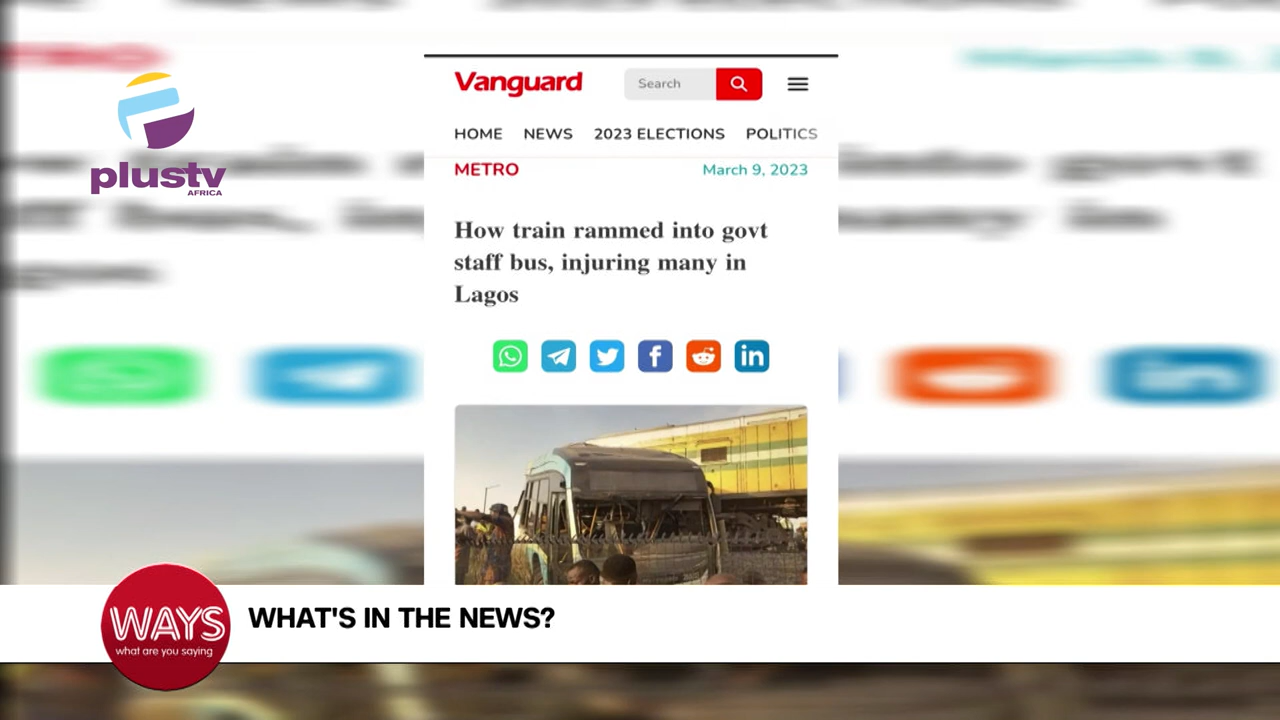 plustv
AFRICA
Vanguard
Search
HOME NEWS 2023 ELECTIONS POLITICS
METRO March 9, 2023
How train rammed into govt
staff bus, injuring many in
Lagos
WAYS
what are you saying
WHAT'S IN THE NEWS?